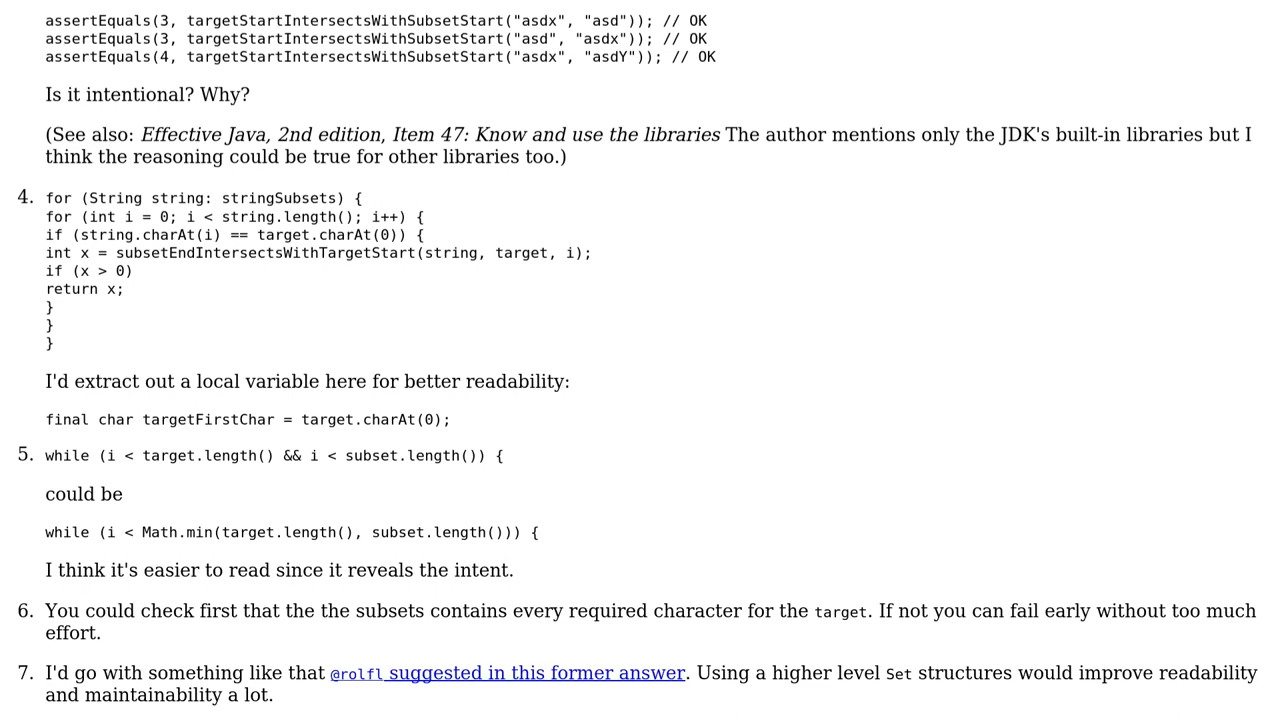 assertEquals(3, targetStartIntersectsWithSubsetStart("asdx", "asd")); // OK
assertEquals(3, targetStartIntersectsWithSubsetStart("asd", "asdx")); // OK
assertEquals(4, targetStartIntersectsWithSubsetStart("asdx", "asdY")); // OK
Is it intentional? Why?
(See also: Effective Java, 2nd edition, Item 47: Know and use the libraries The author mentions only the JDK's built-in libraries but I
think the reasoning could be true for other libraries too.)
4. for (String string: stringSubsets) {
for (int i = 0; i < string.length(); i++) {
if (string.charAt(i) == target.charAt(0)) {
int x = subsetEndIntersectsWithTargetStart(string, target, i);
if (x > 0)
return x;
}
}
}
I'd extract out a local variable here for better readability:
final char targetFirstChar = target.charAt(0);
5. while (i < target.length() && i < subset.length()) {
could be
while (i < Math.min(target.length(), subset.length())) {
I think it's easier to read since it reveals the intent.
6. You could check first that the the subsets contains every required character for the target. If not you can fail early without too much
effort.
7. I'd go with something like that @rolfl suggested in this former answer. Using a higher level Set structures would improve readability
and maintainability a lot.